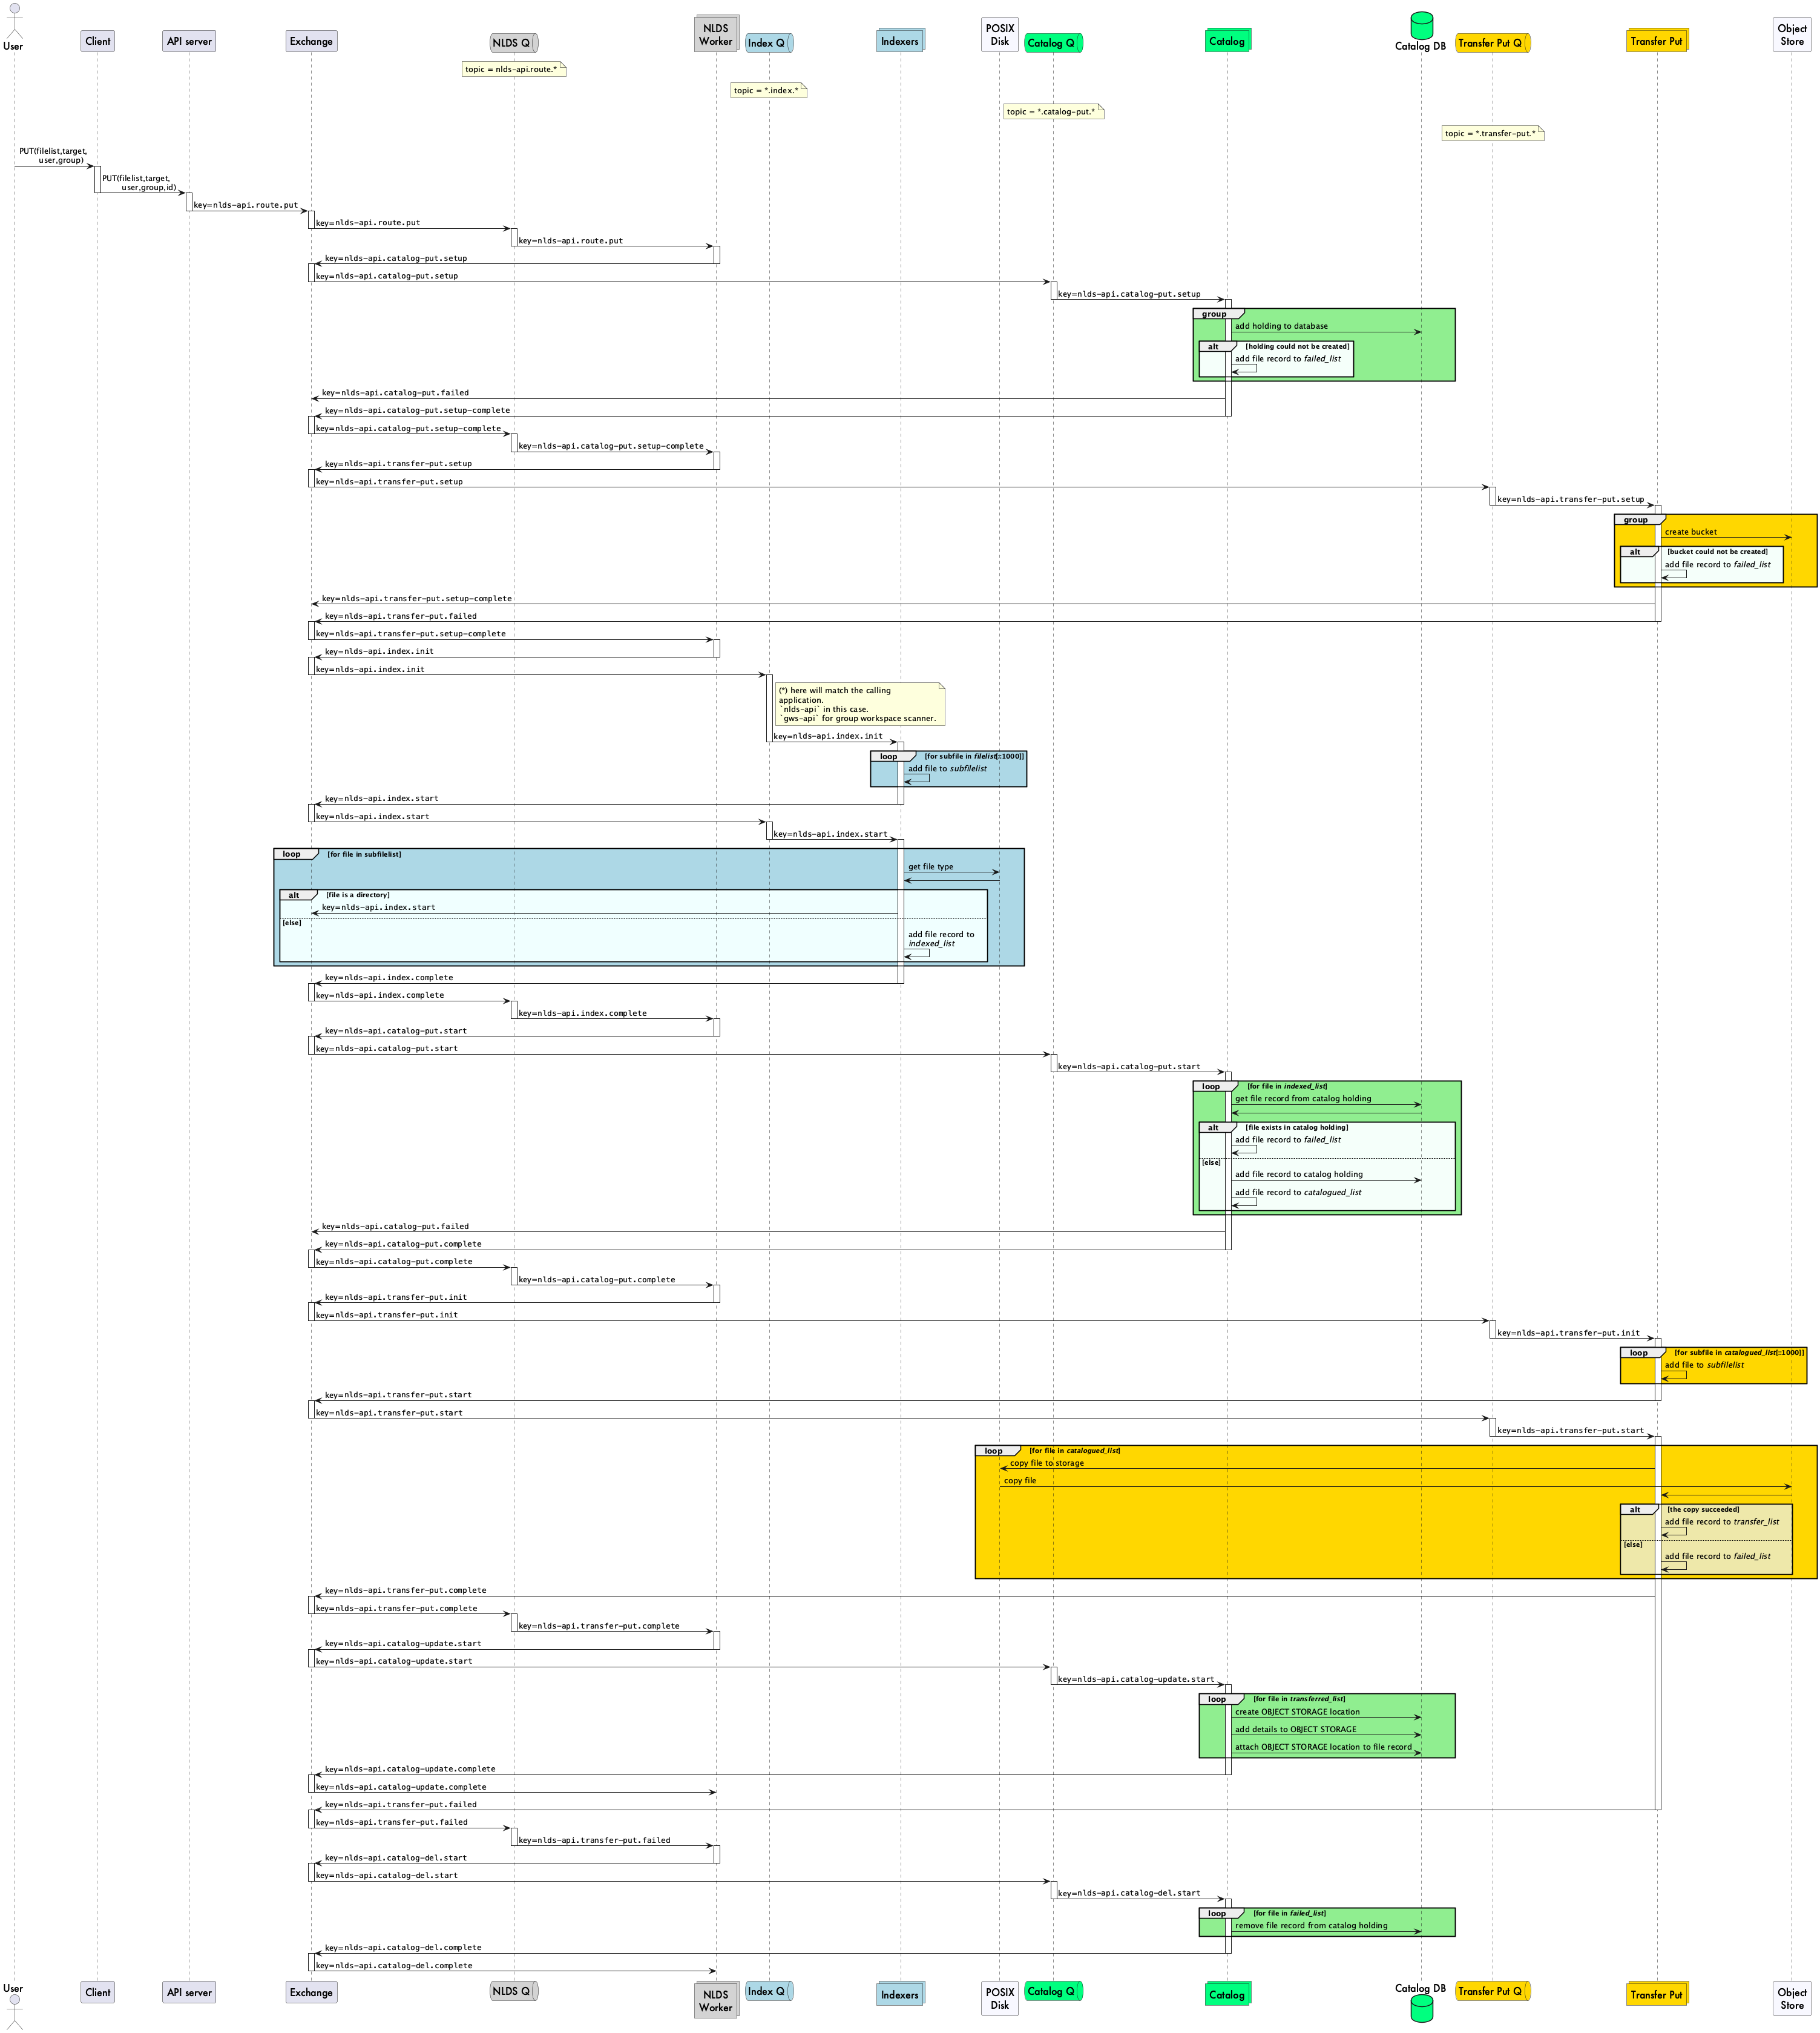 User
Client
API server
Exchange
NLDS Q
NLDS
Worker
Index Q
Indexers
POSIX
Disk
Catalog Q
Catalog
Catalog DB
Transfer Put Q
Transfer Put
Object
Store
topic = nlds-api.route.*
topic = *.index.*
topic = *.catalog-put.*
topic = *.transfer-put.*
PUT(filelist,target,
user,group)
PUT(filelist,target,
user,group,id)
key=nlds-api.route.put
key=nlds-api.route.put
key=nlds-api.route.put
key=nlds-api.catalog-put.setup
key=nlds-api.catalog-put.setup
key=nlds-api.catalog-put.setup
group
add holding to database
alt [holding could not be created]
add file record to failed_list
key=nlds-api.catalog-put.failed
key=nlds-api.catalog-put.setup-complete
key=nlds-api.catalog-put.setup-complete
key=nlds-api.catalog-put.setup-complete
key=nlds-api.transfer-put.setup
key=nlds-api.transfer-put.setup
key=nlds-api.transfer-put.setup
group
create bucket
alt [bucket could not be created]
add file record to failed_list
key=nlds-api.transfer-put.setup-complete
key=nlds-api.transfer-put.failed
key=nlds-api.transfer-put.setup-complete
key=nlds-api.index.init
key=nlds-api.index.init
(*) here will match the calling
application.
`nlds-api` in this case.
`gws-api` for group workspace scanner.
key=nlds-api.index.init
loop [for subfile in filelist[::1000]]
add file to subfilelist
key=nlds-api.index.start
key=nlds-api.index.start
key=nlds-api.index.start
loop [for file in subfilelist]
get file type
alt [file is a directory]
key=nlds-api.index.start
[else]
add file record to
indexed_list
key=nlds-api.index.complete
key=nlds-api.index.complete
key=nlds-api.index.complete
key=nlds-api.catalog-put.start
key=nlds-api.catalog-put.start
key=nlds-api.catalog-put.start
loop [for file in indexed_list]
get file record from catalog holding
alt [file exists in catalog holding]
add file record to failed_list
[else]
add file record to catalog holding
add file record to catalogued_list
key=nlds-api.catalog-put.failed
key=nlds-api.catalog-put.complete
key=nlds-api.catalog-put.complete
key=nlds-api.catalog-put.complete
key=nlds-api.transfer-put.init
key=nlds-api.transfer-put.init
key=nlds-api.transfer-put.init
loop [for subfile in catalogued_list[::1000]]
add file to subfilelist
key=nlds-api.transfer-put.start
key=nlds-api.transfer-put.start
key=nlds-api.transfer-put.start
loop [for file in catalogued_list]
copy file to storage
copy file
alt [the copy succeeded]
add file record to transfer_list
[else]
add file record to failed_list
key=nlds-api.transfer-put.complete
key=nlds-api.transfer-put.complete
key=nlds-api.transfer-put.complete
key=nlds-api.catalog-update.start
key=nlds-api.catalog-update.start
key=nlds-api.catalog-update.start
loop [for file in transferred_list]
create OBJECT STORAGE location
add details to OBJECT STORAGE
attach OBJECT STORAGE location to file record
key=nlds-api.catalog-update.complete
key=nlds-api.catalog-update.complete
key=nlds-api.transfer-put.failed
key=nlds-api.transfer-put.failed
key=nlds-api.transfer-put.failed
key=nlds-api.catalog-del.start
key=nlds-api.catalog-del.start
key=nlds-api.catalog-del.start
loop [for file in failed_list]
remove file record from catalog holding
key=nlds-api.catalog-del.complete
key=nlds-api.catalog-del.complete
User
Client
API server
Exchange
NLDS Q
NLDS
Worker
Index Q
Indexers
POSIX
Disk
Catalog Q
Catalog
Catalog DB
Transfer Put Q
Transfer Put
Object
Store